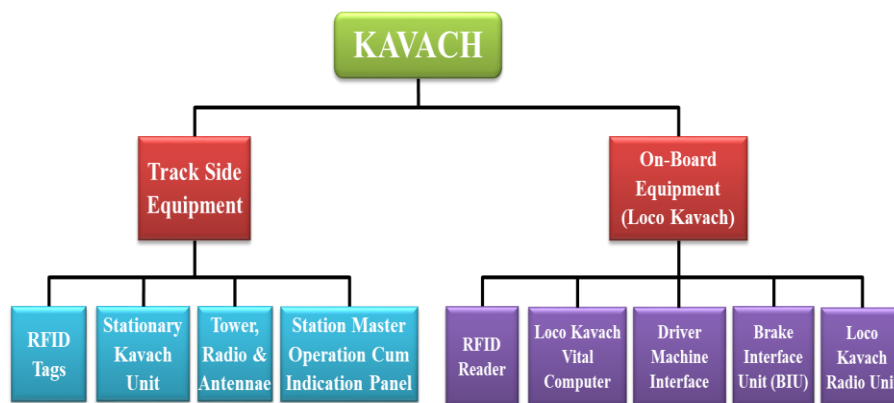 KAVACH
Track Side
Equipment
On-Board
Equipment
(Loco Kavach)
RFID
Tags
Stationary
Kavach
Unit
Tower,
Radio &
Antennae
Station Master
Operation Cum
Indication Panel
RFID
Reader
Loco Kavach
Vital
Computer
Driver
Machine
Interface
Brake
Interface
Unit (BIU)
Loco
Kavach
Radio Unit